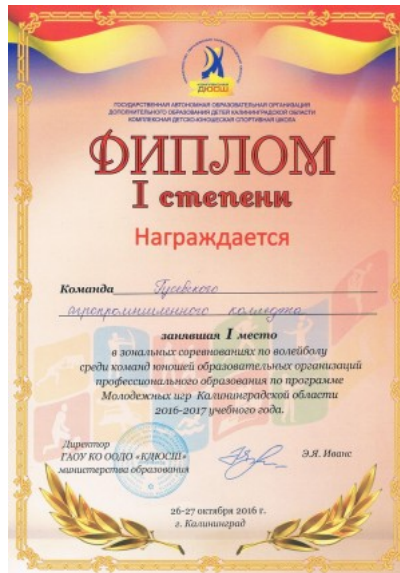 ДЮСШ
ГОСУДАРСТВЕННАЯ АВТОНОМНАЯ ОБРАЗОВАТЕЛЬНАЯ ОРГАНИЗАЦИЯ
ДОПОЛНИТЕЛЬНОГО ОБРАЗОВАНИЯ ДЕТЕЙ КАЛИНИНГРАДСКОЙ ОБЛАСТИ
КОМПЛЕКСНАЯ ДЕТСКО-ЮНОШЕСКАЯ СПОРТИВНАЯ ШКОЛА
ДИПЛОМ
I степени
Награждается
Команда Гусевского
агропромышленного колледжа
занявшая I место
в зональных соревнованиях по волейболу
среди команд юношей образовательных организаций
профессионального образования по программе
Молодежных игр Калининградской области
2016-2017 учебного года.
Директор
ГАОУ КО ООДО «КДЮСШ»
министерства образования
Э.Я. Иванс
26-27 октября 2016 г.
г. Калининград